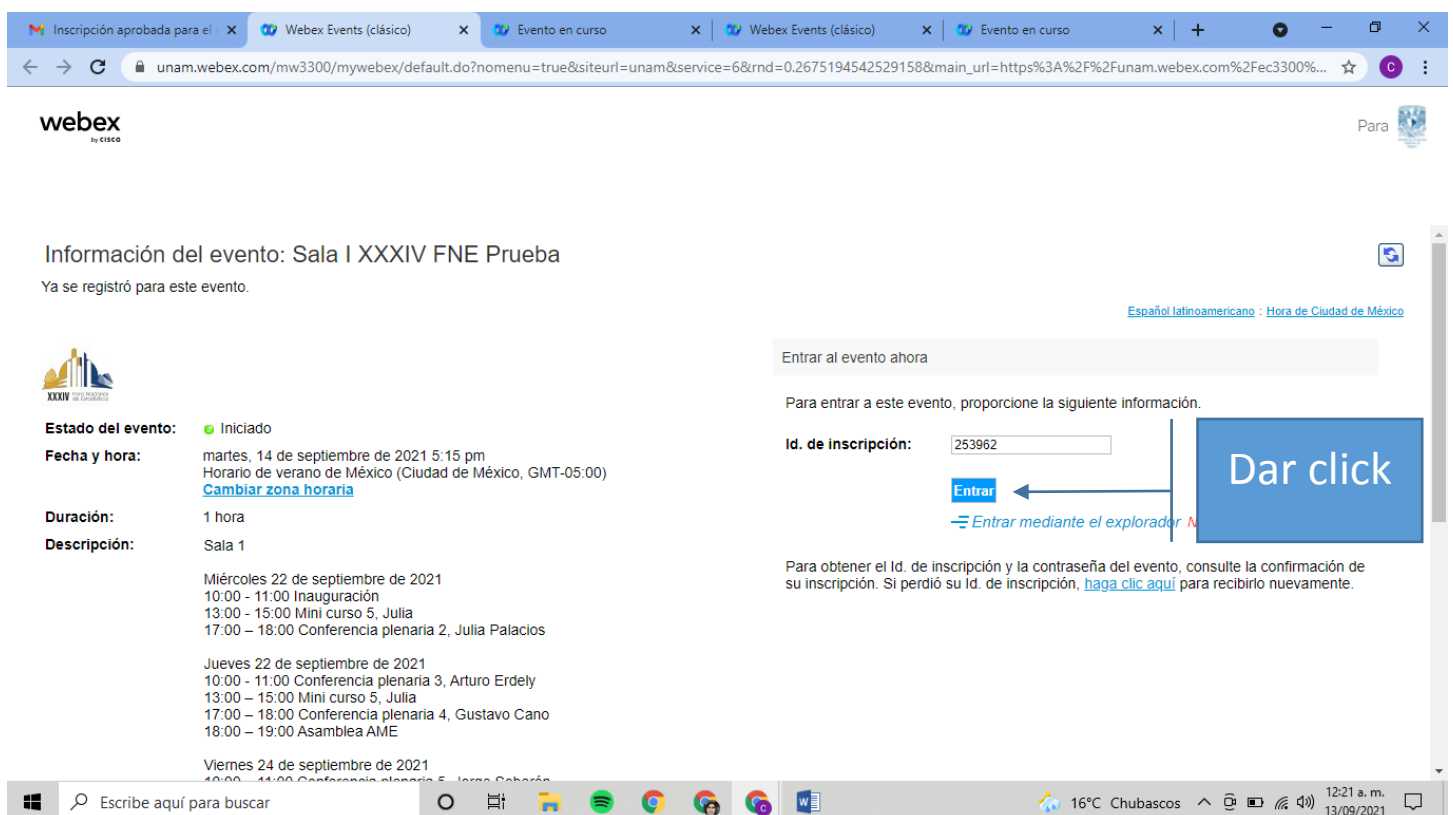 Inscripción aprobada para el
Webex Events (clásico)
Evento en curso
Webex Events (clásico)
Evento en curso
unam.webex.com/mw3300/mywebex/default.do?nomenu=true&siteurl=unam&service=6&rnd=0.2675194542529158&main_url=https%3A%2F%2Funam.webex.com%2Fec3300%...
C
webex
by CISCO
Para
Información del evento: Sala I XXXIV FNE Prueba
Ya se registró para este evento.
Español latinoamericano : Hora de Ciudad de México
XXXIV Foro Nacional
de Estadística
Estado del evento: Iniciado
Fecha y hora: martes, 14 de septiembre de 2021 5:15 pm
Horario de verano de México (Ciudad de México, GMT-05:00)
Cambiar zona horaria
Duración: 1 hora
Descripción: Sala 1
Miércoles 22 de septiembre de 2021
10:00 - 11:00 Inauguración
13:00 - 15:00 Mini curso 5, Julia
17:00 – 18:00 Conferencia plenaria 2, Julia Palacios
Jueves 22 de septiembre de 2021
10:00 - 11:00 Conferencia plenaria 3, Arturo Erdely
13:00 – 15:00 Mini curso 5, Julia
17:00 – 18:00 Conferencia plenaria 4, Gustavo Cano
18:00 – 19:00 Asamblea AME
Viernes 24 de septiembre de 2021
Entrar al evento ahora
Para entrar a este evento, proporcione la siguiente información.
Id. de inscripción: 253962
Entrar
Entrar mediante el explorador
Dar click
Para obtener el Id. de inscripción y la contraseña del evento, consulte la confirmación de
su inscripción. Si perdió su Id. de inscripción, haga clic aquí para recibirlo nuevamente.
Escribe aquí para buscar
16°C Chubascos
12:21 a. m.
13/09/2021